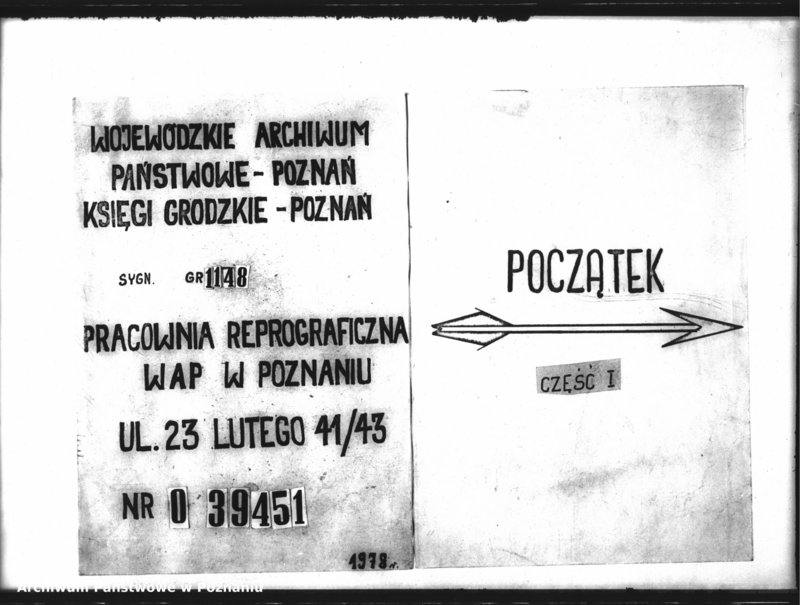 WOJEWÓDZKIE ARCHIWUM
PAŃSTWOWE - POZNAŃ
KSIĘGI GRODZKIE - POZNAŃ
SYGN. GR 1148
PRACOWNIA REPROGRAFICZNA
WAP W POZNANIU
UL. 23 LUTEGO 41/43
NR 0 39451
1978 r.
POCZĄTEK
CZĘŚĆ I
Archiwum Państwowe w Poznaniu